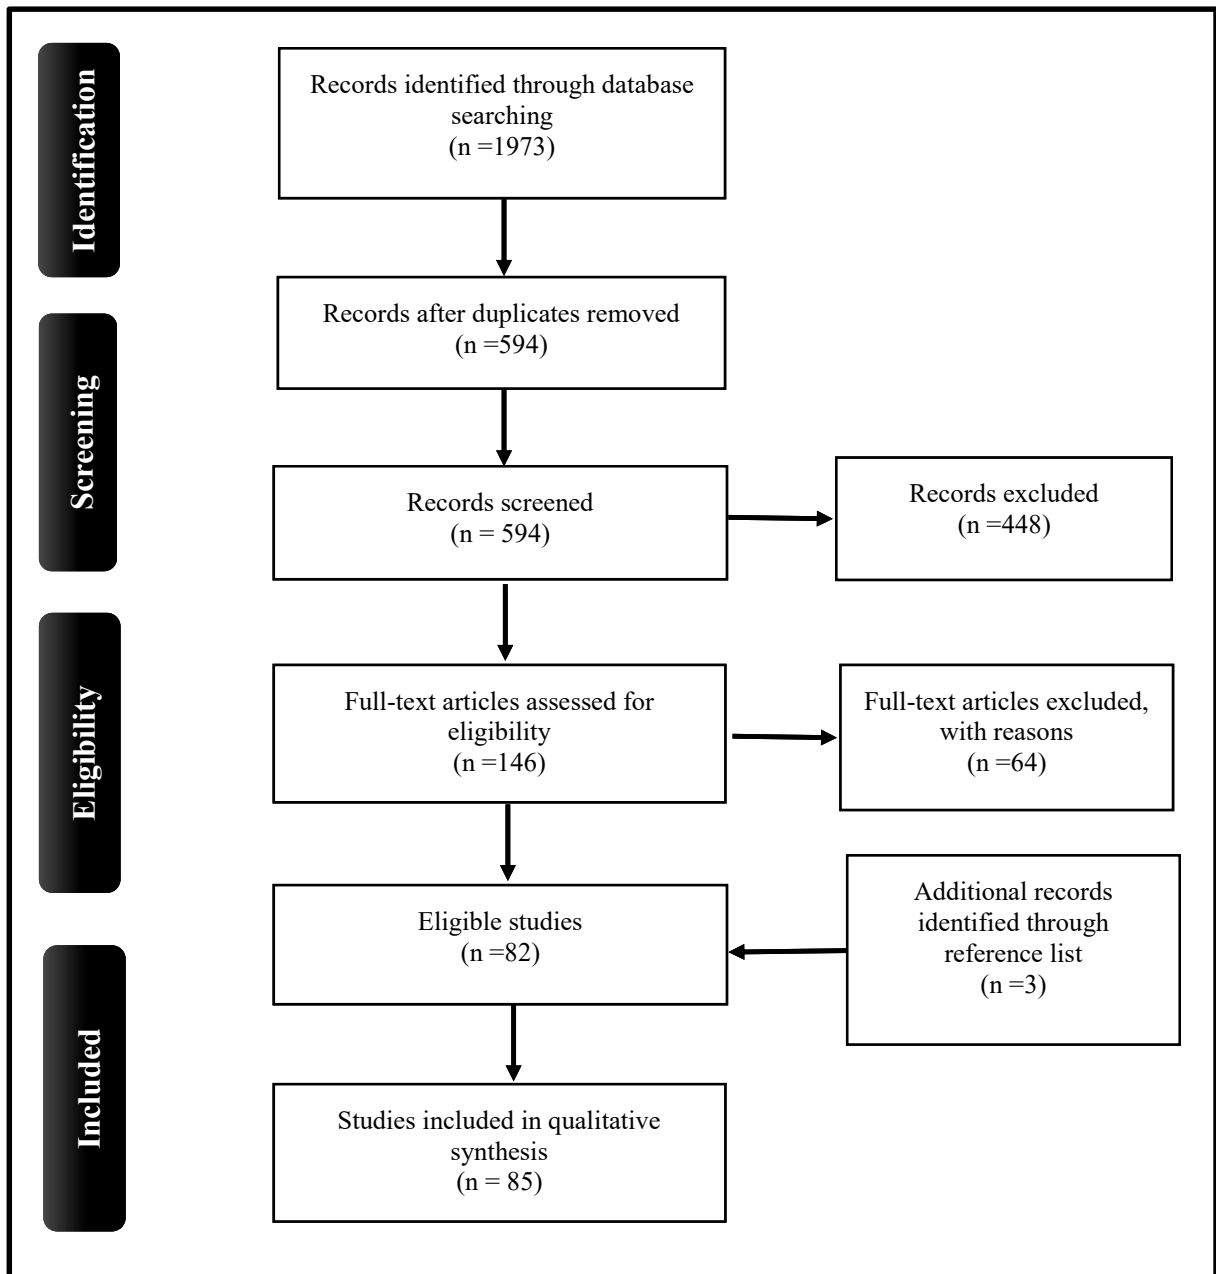 Identification
Records identified through database
searching
(n =1973)
Records after duplicates removed
(n =594)
Screening
Records screened
(n = 594)
Records excluded
(n =448)
Eligibility
Full-text articles assessed for
eligibility
(n =146)
Full-text articles excluded,
with reasons
(n =64)
Eligible studies
(n =82)
Additional records
identified through
reference list
(n =3)
Included
Studies included in qualitative
synthesis
(n = 85)